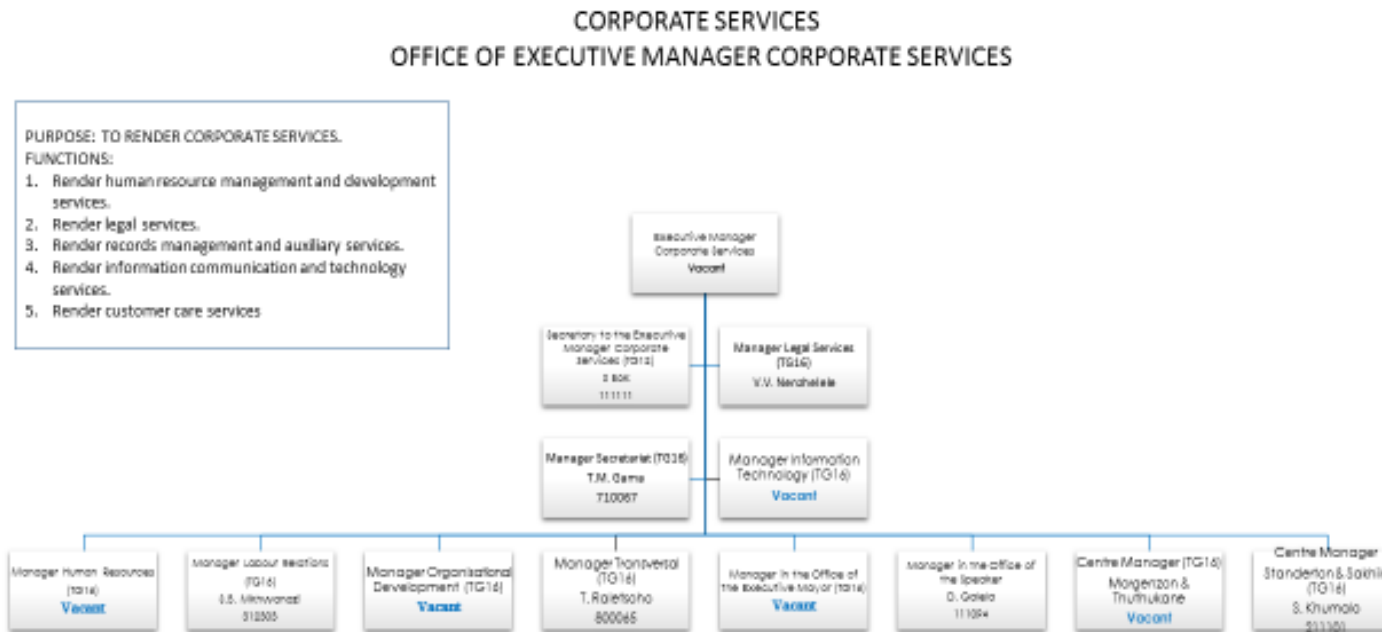 CORPORATE SERVICES
OFFICE OF EXECUTIVE MANAGER CORPORATE SERVICES
PURPOSE: TO RENDER CORPORATE SERVICES.
FUNCTIONS:
1. Render human resource management and development
services.
2. Render legal services.
3. Render records management and auxiliary services.
4. Render information communication and technology
services.
5. Render customer care services
Executive Manager
Corporate Services
Vacant
Secretary to the Executive
Manager Corporate
Services
111111
Manager Legal Services
(TG16)
V.V.
Manager Secretariat
T.M. Gama
710067
Manager Information
Technology (TG16)
Vacant
Manager Human Resources
(TG16)
Vacant
Manager Labour Relations
(TG16)
Manager Organisational
Development (TG16)
Vacant
Manager Transversal
(TG16)
800065
Manager in the Office of
the Executive Mayor (TG16)
Vacant
Manager in the Office of
the Speaker
Centre Manager (TG16)
Morgenzon &
Thuthukane
Vacant
Centre Manager
Standerton & Sakhile
(TG16)
S. Khumalo